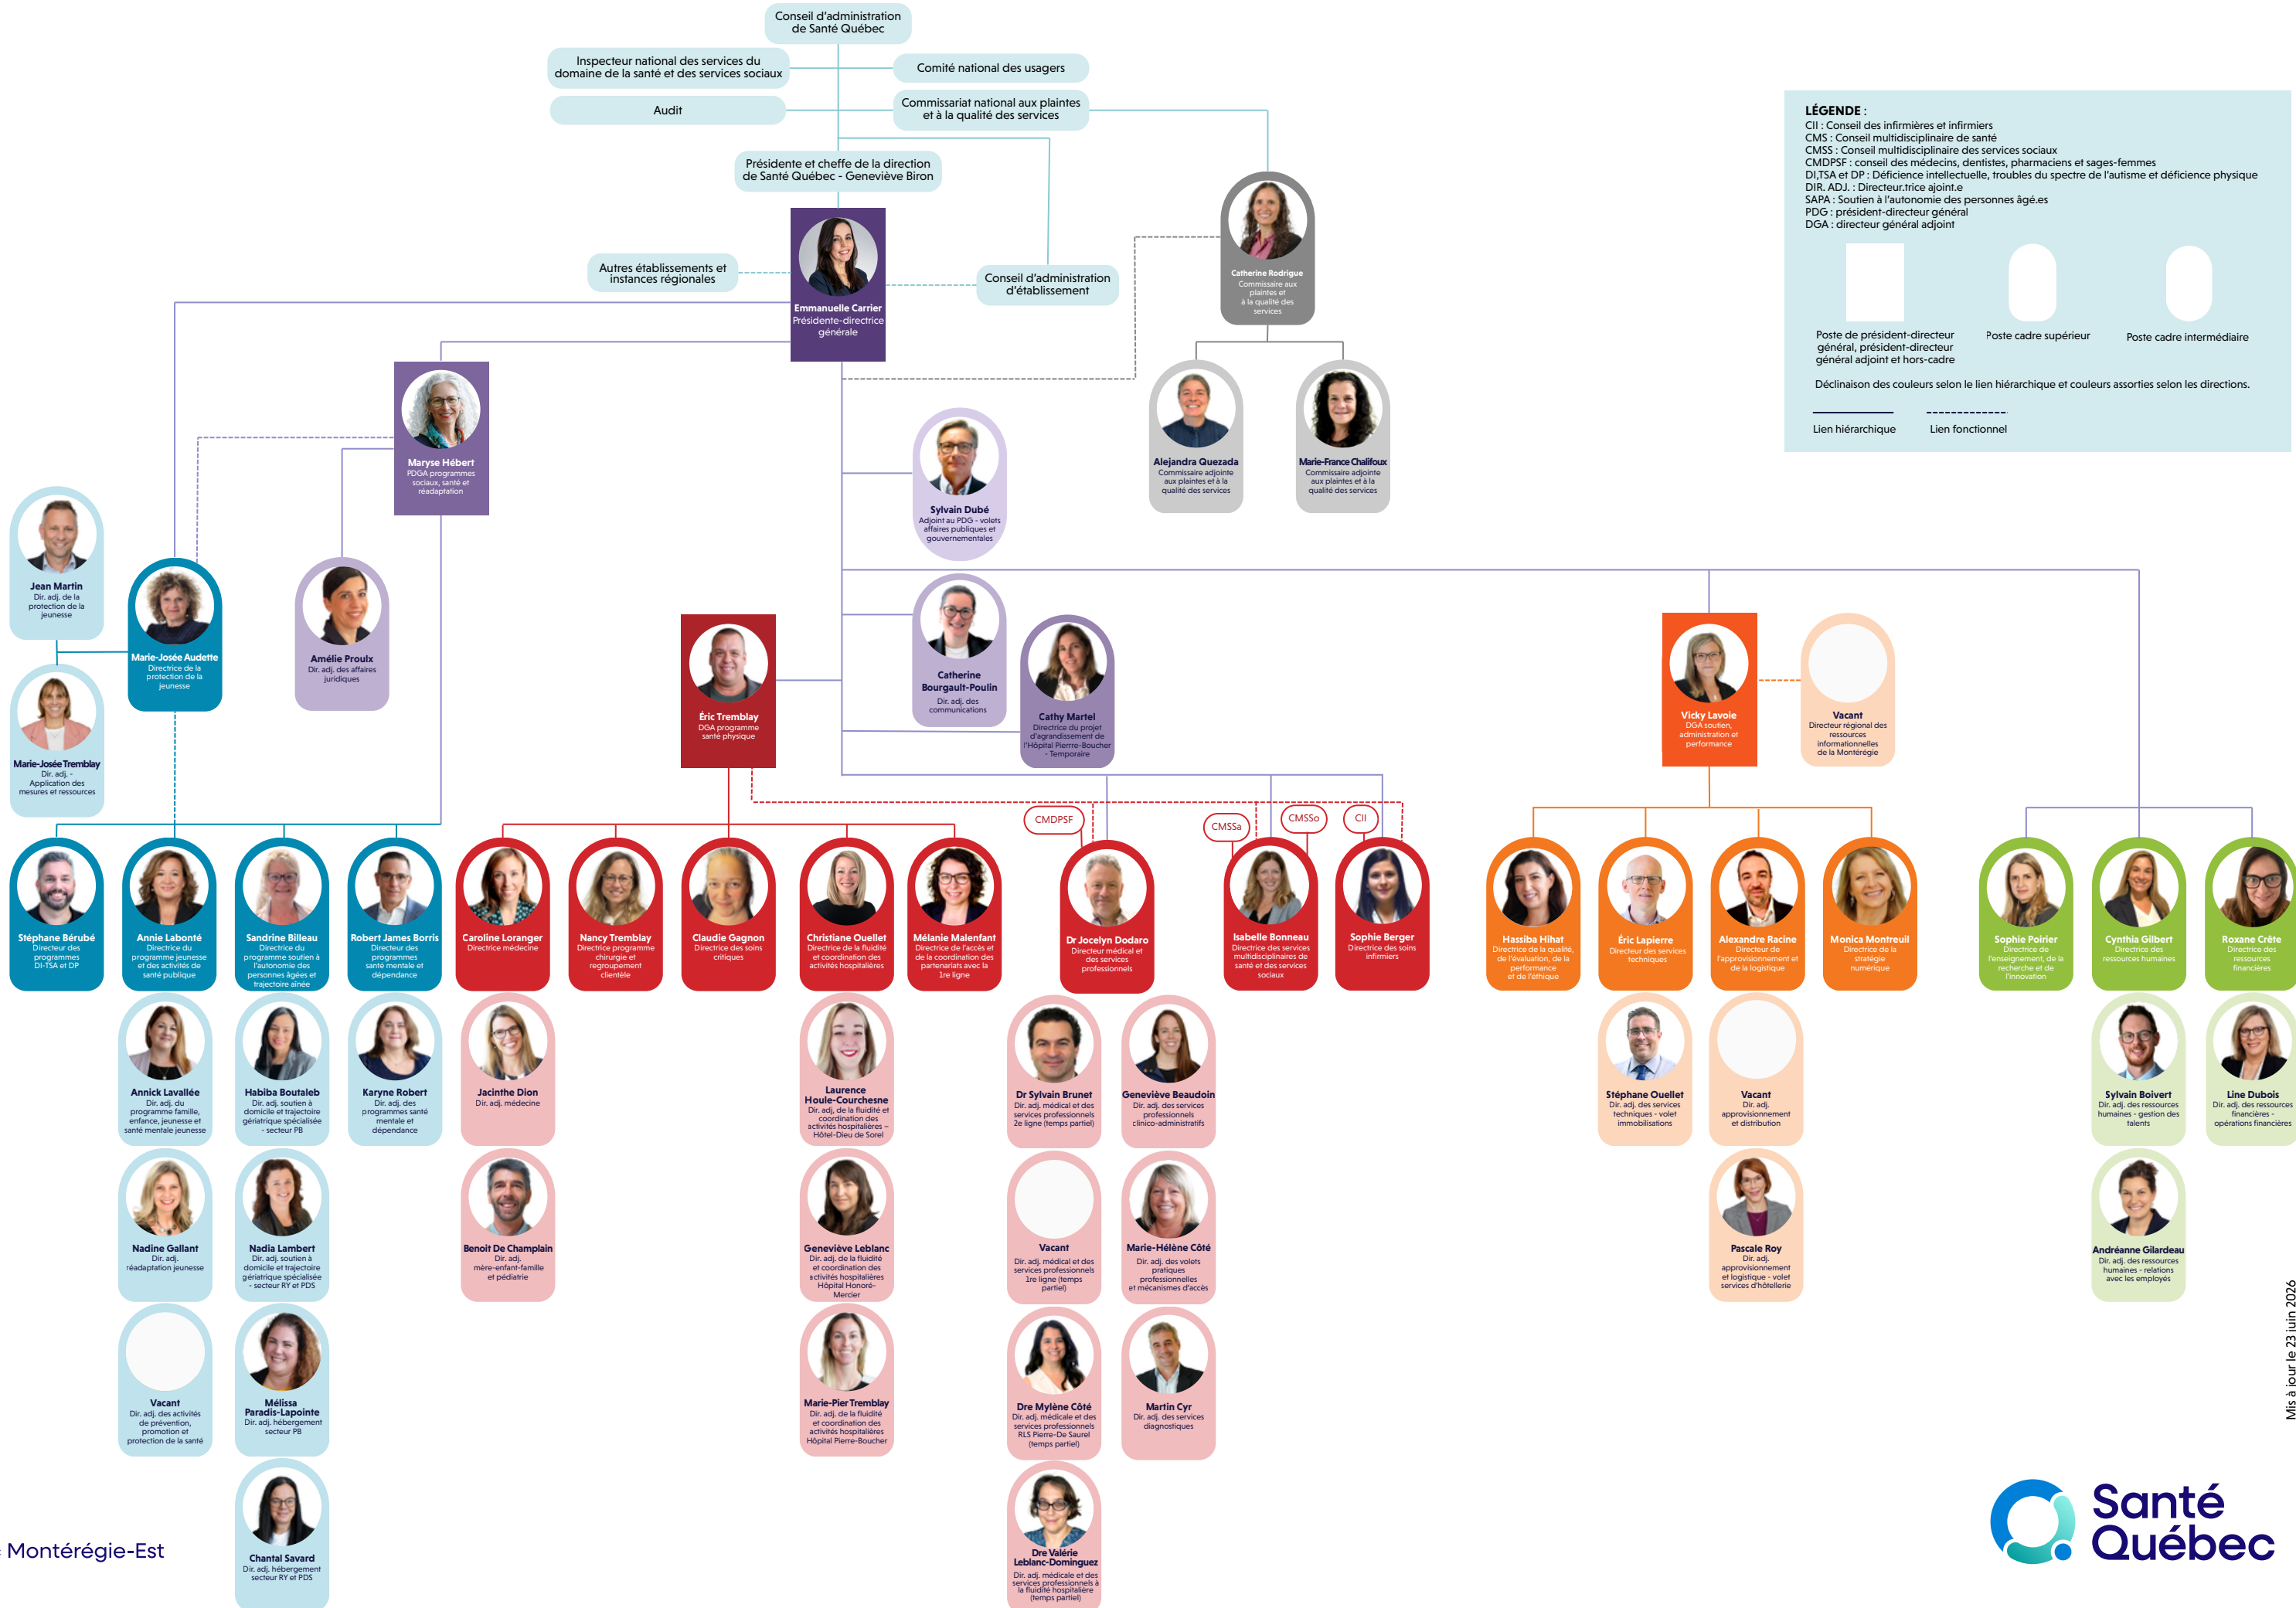 Conseil d'administration
de Santé Québec
Inspecteur national des services du
domaine de la santé et des services sociaux
Comité national des usagers
Audit
Commissariat national aux plaintes
et à la qualité des services
Présidente et cheffe de la direction
de Santé Québec - Geneviève Biron
Autres établissements et
instances régionales
Conseil d'administration
d'établissement
Emmanuelle Carrier
Présidente-directrice
générale
Catherine Rodrigue
Commissaire aux
plaintes et
à la qualité des
services
Alejandra Quezada
Commissaire adjointe
aux plaintes et à la
qualité des services
Marie-France Chalifoux
Commissaire adjointe
aux plaintes et à la
qualité des services
LÉGENDE :
CII : Conseil des infirmières et infirmiers
CMS : Conseil multidisciplinaire de santé
CMSS : Conseil multidisciplinaire des services sociaux
CMDPSF : conseil des médecins, dentistes, pharmaciens et sages-femmes
DI,TSA et DP : Déficience intellectuelle, troubles du spectre de l'autisme et déficience physique
DIR. ADJ. : Directeur.trice ajoint.e
SAPA : Soutien à l'autonomie des personnes âgé.es
PDG : président-directeur général
DGA : directeur général adjoint
Poste de président-directeur
général, président-directeur
général adjoint et hors-cadre
Poste cadre supérieur
Poste cadre intermédiaire
Déclinaison des couleurs selon le lien hiérarchique et couleurs assorties selon les directions.
Lien hiérarchique
Lien fonctionnel
Maryse Hébert
PDGA programmes
sociaux, santé et
réadaptation
Sylvain Dubé
Adjoint au PDG - volets
affaires publiques et
gouvernementales
Jean Martin
Dir. adj. de la
protection de la
jeunesse
Marie-Josée Audette
Directrice de la
protection de la
jeunesse
Amélie Proulx
Dir. adj. des affaires
juridiques
Marie-Josée Tremblay
Dir. adj. -
Application des
mesures et ressources
Éric Tremblay
DGA programme
santé physique
Catherine
Bourgault-Poulin
Dir. adj. des
communications
Cathy Martel
Directrice du projet
d'agrandissement de
l'Hôpital Pierrre-Boucher
- Temporaire
Vicky Lavoie
DGA soutien,
administration et
performance
Vacant
Directeur régional des
ressources
informationnelles
de la Montérégie
CMDPSF
CMSSa
CMSSo
CII
Stéphane Bérubé
Directeur des
programmes
DI-TSA et DP
Annie Labonté
Directrice du
programme jeunesse
et des activités de
santé publique
Sandrine Billeau
Directrice du
programme soutien à
l'autonomie des
personnes âgées et
trajectoire aînée
Robert James Borris
Directeur des
programmes
santé mentale et
dépendance
Caroline Loranger
Directrice médecine
Nancy Tremblay
Directrice programme
chirurgie et
regroupement
clientèle
Claudie Gagnon
Directrice des soins
critiques
Christiane Ouellet
Directrice de la fluidité
et coordination des
activités hospitalières
Mélanie Malenfant
Directrice de l'accès et
de la coordination des
partenariats avec la
1re ligne
Dr Jocelyn Dodaro
Directeur médical et
des services
professionnels
Isabelle Bonneau
Directrice des services
multidisciplinaires de
santé et des services
sociaux
Sophie Berger
Directrice des soins
infirmiers
Hassiba Hihat
Directrice de la qualité,
de l'évaluation, de la
performance
et de l'éthique
Éric Lapierre
Directeur des services
techniques
Alexandre Racine
Directeur de
l'approvisionnement et
de la logistique
Monica Montreuil
Directrice de la
stratégie
numérique
Sophie Poirier
Directrice de
l'enseignement, de la
recherche et de
l'innovation
Cynthia Gilbert
Directrice des
ressources humaines
Roxane Crête
Directrice des
ressources
financières
Annick Lavallée
Dir. adj. du
programme famille,
enfance, jeunesse et
santé mentale jeunesse
Habiba Boutaleb
Dir. adj. soutien à
domicile et trajectoire
gériatrique spécialisée
- secteur PB
Karyne Robert
Dir. adj. des
programmes santé
mentale et
dépendance
Jacinthe Dion
Dir. adj. médecine
Laurence
Houle-Courchesne
Dir. adj. de la fluidité et
coordination des
activités hospitalières –
Hôtel-Dieu de Sorel
Dr Sylvain Brunet
Dir. adj. médical et des
services professionnels
2e ligne (temps partiel)
Geneviève Beaudoin
Dir. adj. des services
professionnels
clinico-administratifs
Stéphane Ouellet
Dir. adj. des services
techniques - volet
immobilisations
Vacant
Dir. adj.
approvisionnement
et distribution
Sylvain Boivert
Dir. adj. des ressources
humaines - gestion des
talents
Line Dubois
Dir. adj. des ressources
financières -
opérations financières
Nadine Gallant
Dir. adj.
réadaptation jeunesse
Nadia Lambert
Dir. adj. soutien à
domicile et trajectoire
gériatrique spécialisée
- secteur RY et PDS
Benoit De Champlain
Dir. adj.
mère-enfant-famille
et pédiatrie
Geneviève Leblanc
Dir. adj. de la fluidité
et coordination des
activités hospitalières
Hôpital Honoré-
Mercier
Vacant
Dir. adj. médical et des
services professionnels
1re ligne (temps
partiel)
Marie-Hélène Côté
Dir. adj. des volets
pratiques
professionnelles
et mécanismes d'accès
Pascale Roy
Dir. adj.
approvisionnement
et logistique - volet
services d'hôtellerie
Andréanne Gilardeau
Dir. adj. des ressources
humaines - relations
avec les employés
Vacant
Dir. adj. des activités
de prévention,
promotion et
protection de la santé
Mélissa
Paradis-Lapointe
Dir. adj. hébergement
secteur PB
Marie-Pier Tremblay
Dir. adj. de la fluidité
et coordination des
activités hospitalières
Hôpital Pierre-Boucher
Dre Mylène Côté
Dir. adj. médicale et des
services professionnels
RLS Pierre-De Saurel
(temps partiel)
Martin Cyr
Dir. adj. des services
diagnostiques
Chantal Savard
Dir. adj. hébergement
secteur RY et PDS
Dre Valérie
Leblanc-Dominguez
Dir. adj. médicale et des
services professionnels à
la fluidité hospitalière
(temps partiel)
Mis à jour le 23 juin 2026
Montérégie-Est
Santé
Québec